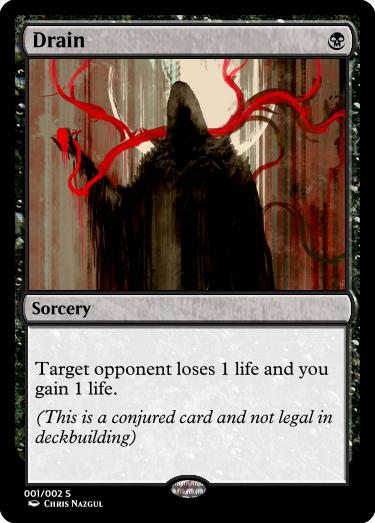 Drain
Sorcery
Target opponent loses 1 life and you
gain 1 life.
(This is a conjured card and not legal in
deckbuilding)
001/002 S
Chris Nazgul